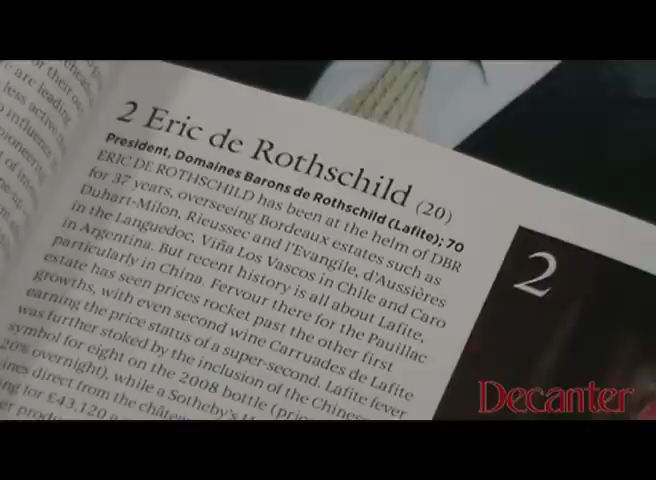 2 Eric de Rothschild (20)
President, Domaines Barons de Rothschild (Lafite); 70
ERIC DE ROTHSCHILD has been at the helm of DBR
for 37 years, overseeing Bordeaux estates such as
Duhart-Milon, Rieussec and l'Evangile, d'Aussières
in the Languedoc, Viña Los Vascos in Chile and Caro
in Argentina. But recent history is all about Lafite,
particularly in China. Fervour there for the Pauillac
estate has seen prices rocket past the other first
growths, with even second wine Carruades de Lafite
earning the price status of a super-second. Lafite fever
was further stoked by the inclusion of the Chinese
symbol for eight on the 2008 bottle
20% overnight), while a Sotheby's
direct from the
for £43,120
2
Decanter